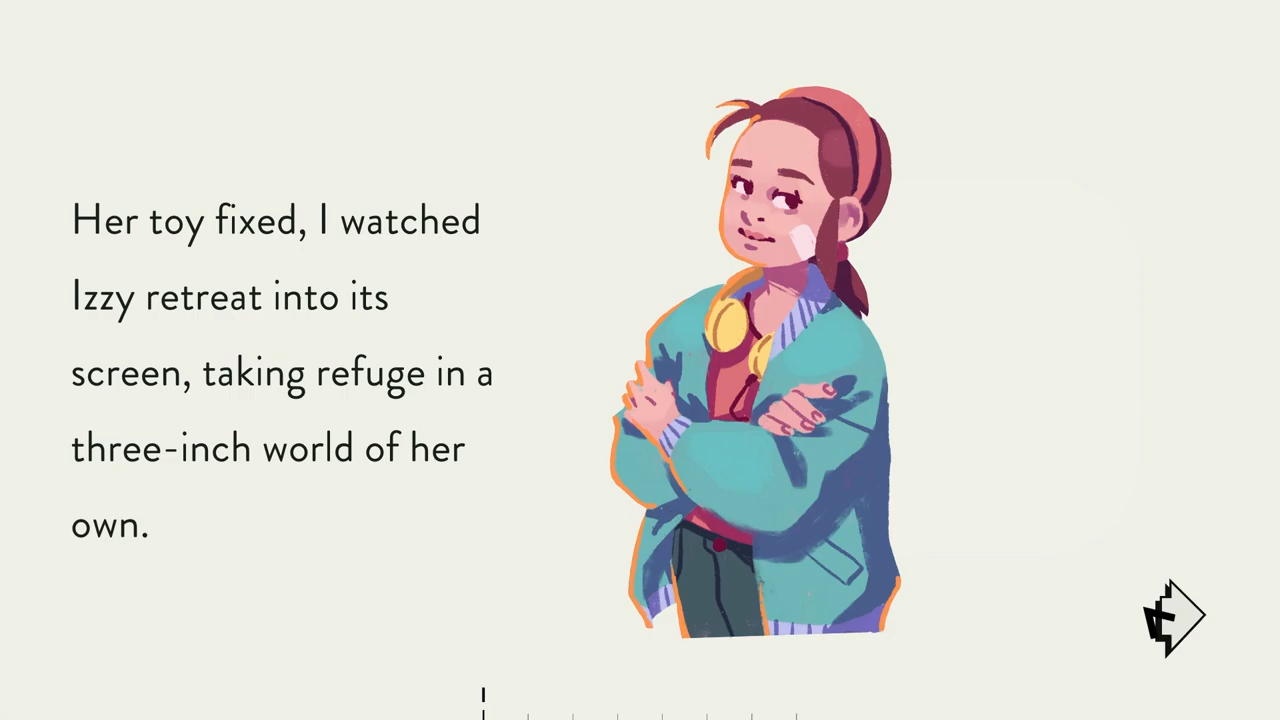 Her toy fixed, I watched
Izzy retreat into its
screen, taking refuge in a
three-inch world of her
own.